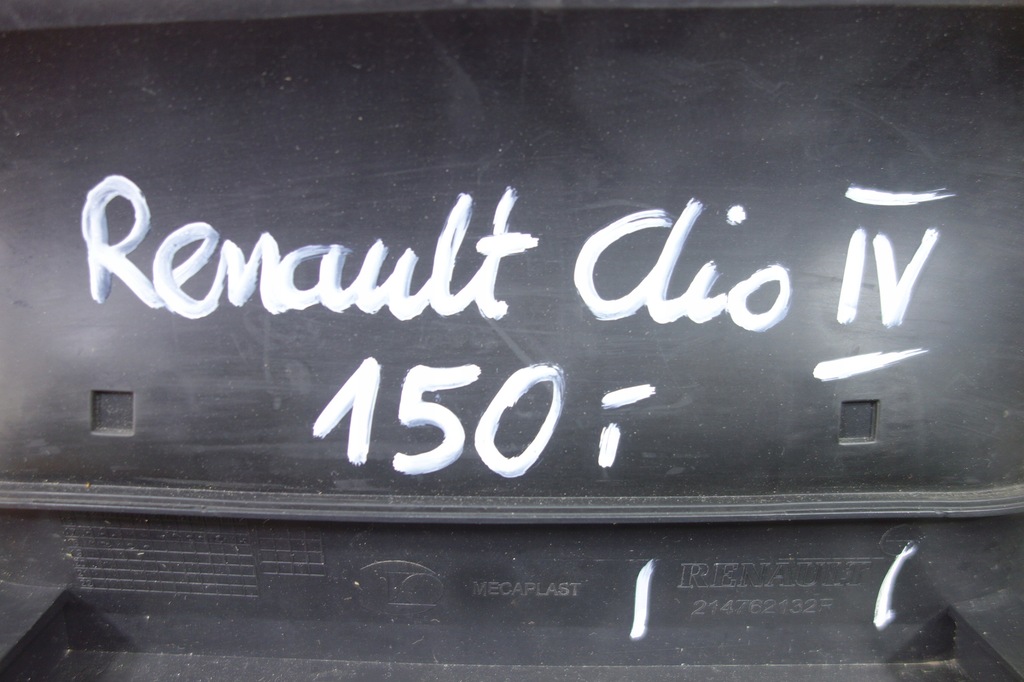 Renault Clio IV
150,-
MECAPLAST
RENAULT
214762132R